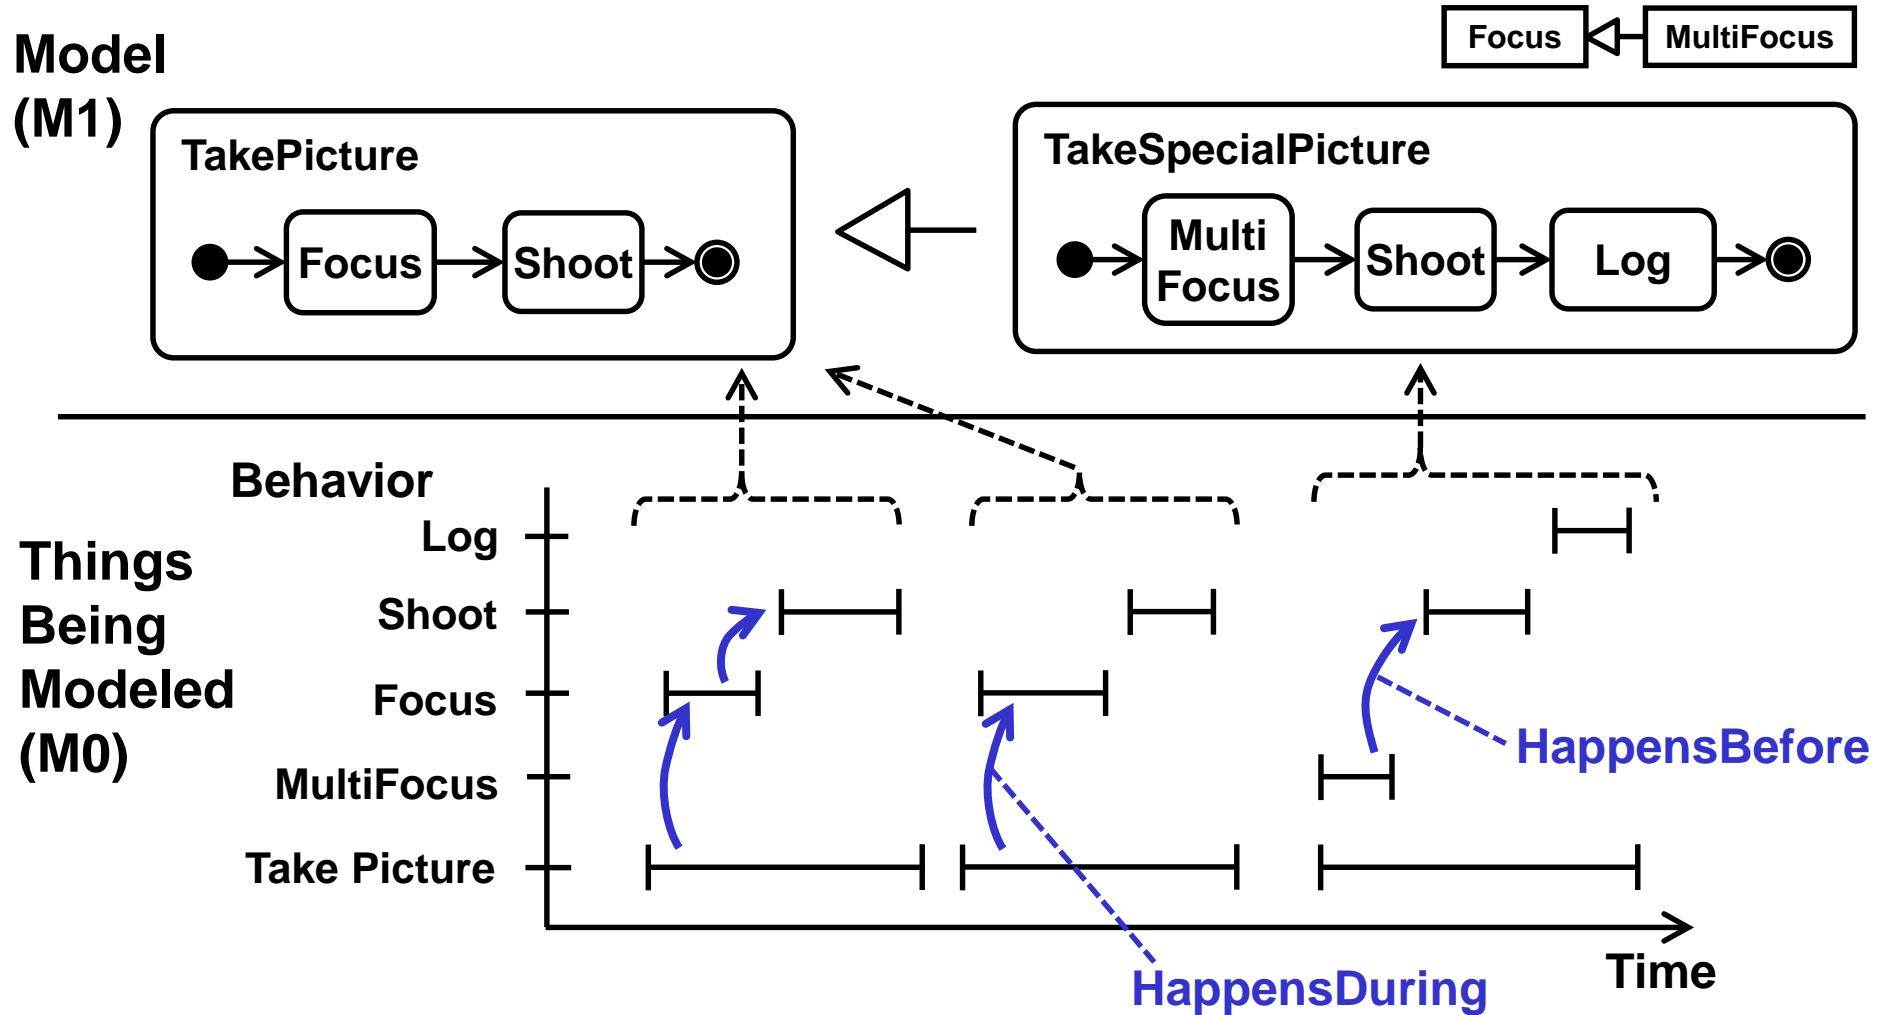 Model
(M1)
Focus
MultiFocus
TakePicture
Focus
Shoot
TakeSpecialPicture
Multi
Focus
Shoot
Log
Things
Being
Modeled
(M0)
Behavior
Log
Shoot
Focus
MultiFocus
Take Picture
HappensBefore
HappensDuring
Time